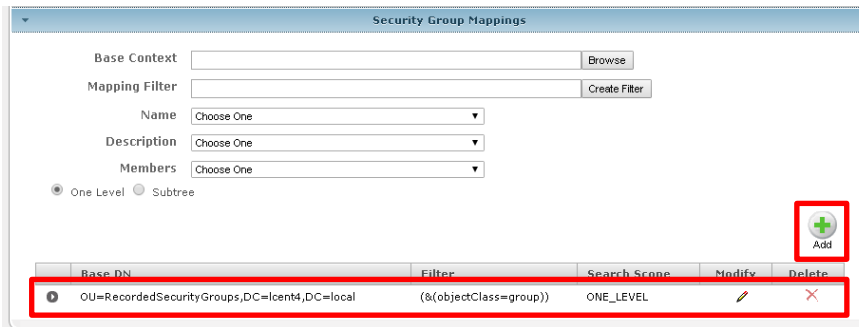 Security Group Mappings
Base Context Browse
Mapping Filter Create Filter
Name Choose One
Description Choose One
Members Choose One
One Level Subtree
Add
Base DN Filter Search Scope Modify Delete
OU=RecordedSecurityGroups,DC=lcent4,DC=local (&(objectClass=group)) ONE_LEVEL